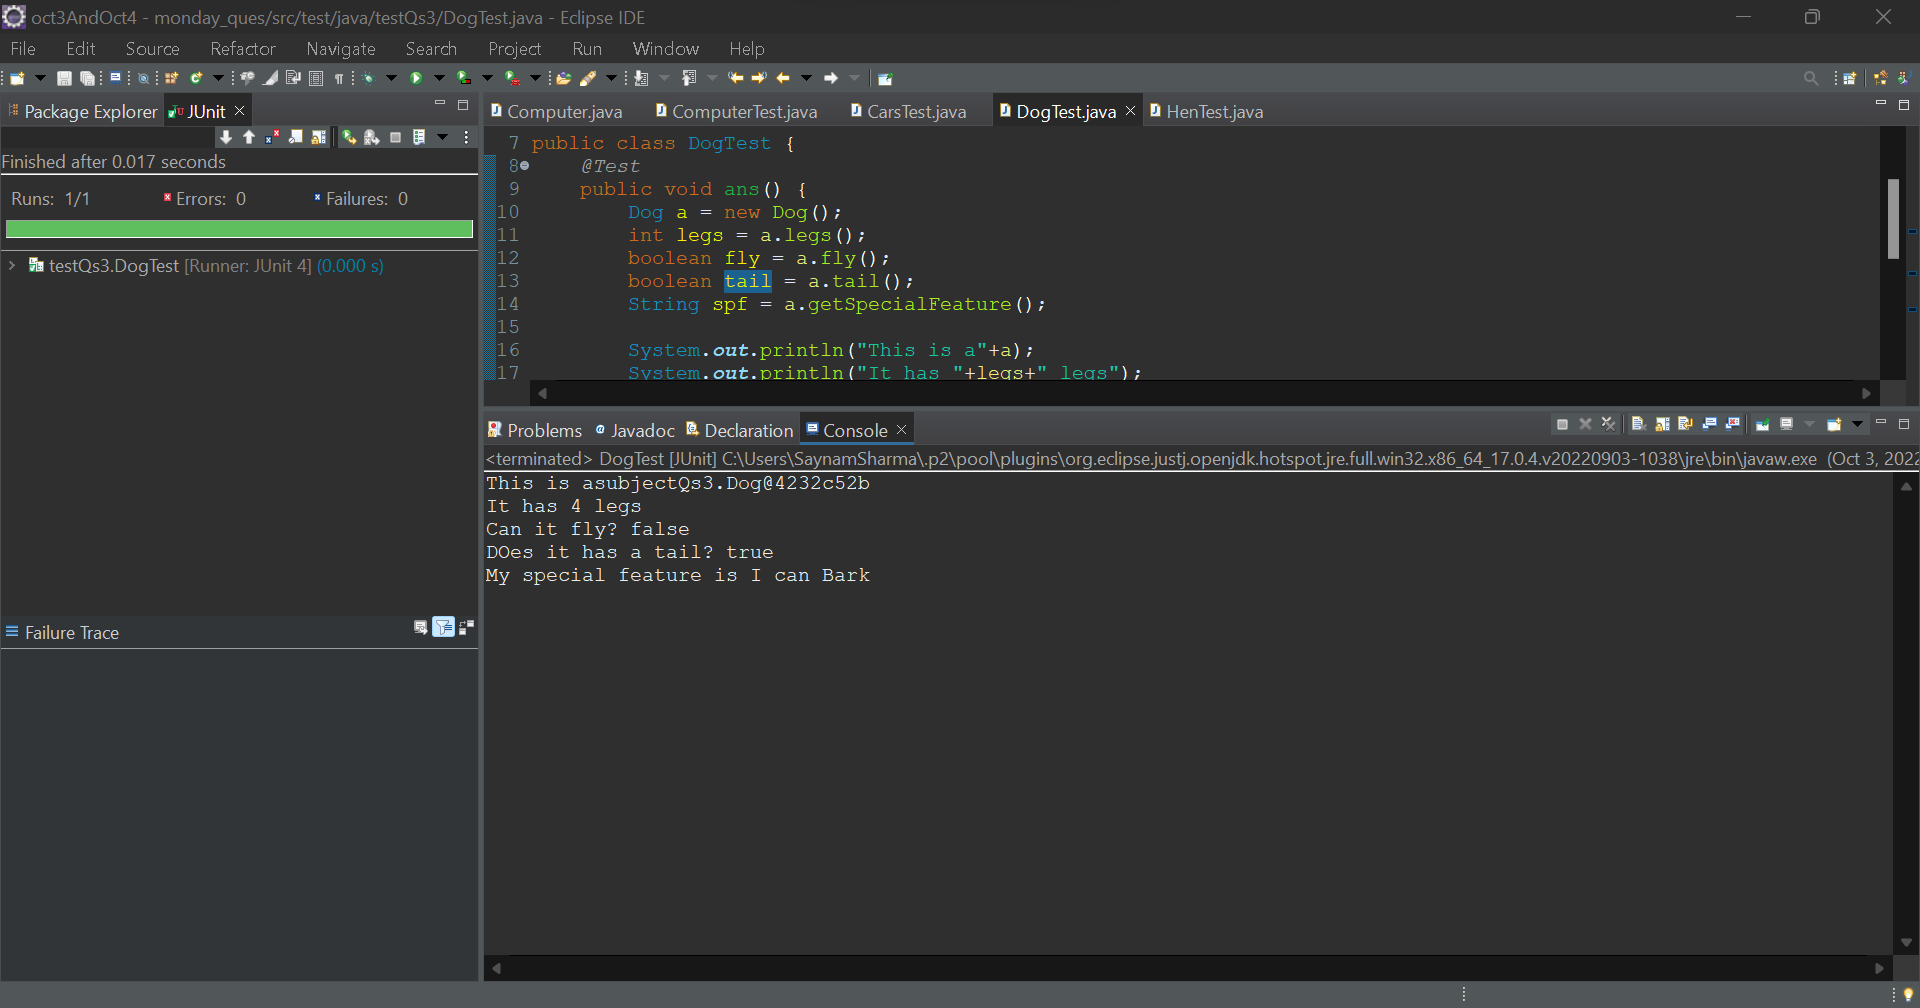 oct3AndOct4 - monday_ques/src/test/java/testQs3/DogTest.java - Eclipse IDE
File Edit Source Refactor Navigate Search Project Run Window Help
Package Explorer JUnit
Finished after 0.017 seconds
Runs: 1/1 Errors: 0 Failures: 0
testQs3.DogTest [Runner: JUnit 4] (0.000 s)
Failure Trace
Computer.java ComputerTest.java CarsTest.java DogTest.java HenTest.java
7 public class DogTest {
8 @Test
9 public void ans() {
10 Dog a = new Dog();
11 int legs = a.legs();
12 boolean fly = a.fly();
13 boolean tail = a.tail();
14 String spf = a.getSpecialFeature();
15
16 System.out.println("This is a"+a);
17 System.out.println("It has "+legs+" legs");
Problems Javadoc Declaration Console
<terminated> DogTest [JUnit] C:\Users\SaynamSharma\.p2\pool\plugins\org.eclipse.justj.openjdk.hotspot.jre.full.win32.x86_64_17.0.4.v20220903-1038\jre\bin\javaw.exe (Oct 3, 2022
This is asubjectQs3.Dog@4232c52b
It has 4 legs
Can it fly? false
DOes it has a tail? true
My special feature is I can Bark